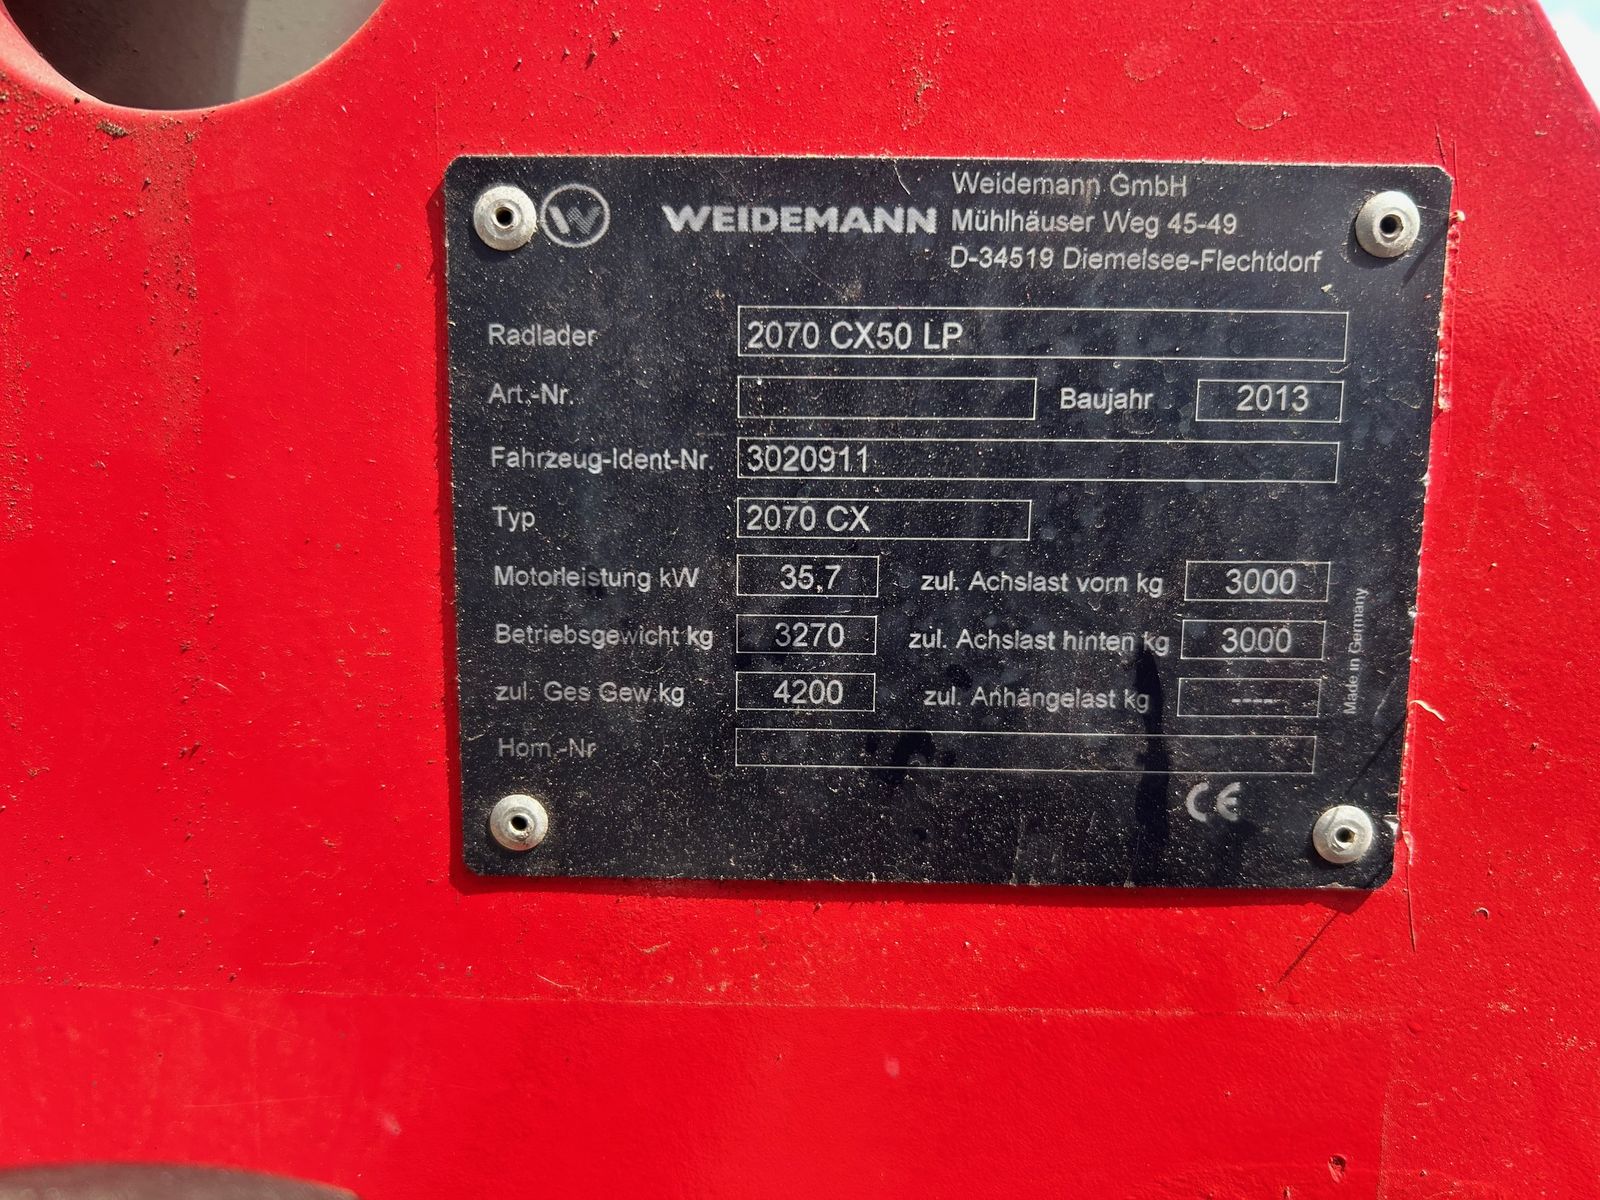 W WEIDEMANN
Weidemann GmbH
Mühlhäuser Weg 45-49
D-34519 Diemelsee-Flechtdorf
Radlader 2070 CX50 LP
Art.-Nr. Baujahr 2013
Fahrzeug-Ident-Nr. 3020911
Typ 2070 CX
Motorleistung kW 35.7 zul. Achslast vorn kg 3000
Betriebsgewicht kg 3270 zul. Achslast hinten kg 3000
zul. Ges Gew.kg 4200 zul. Anhängelast kg ----
Hom.-Nr
Made in Germany
CE